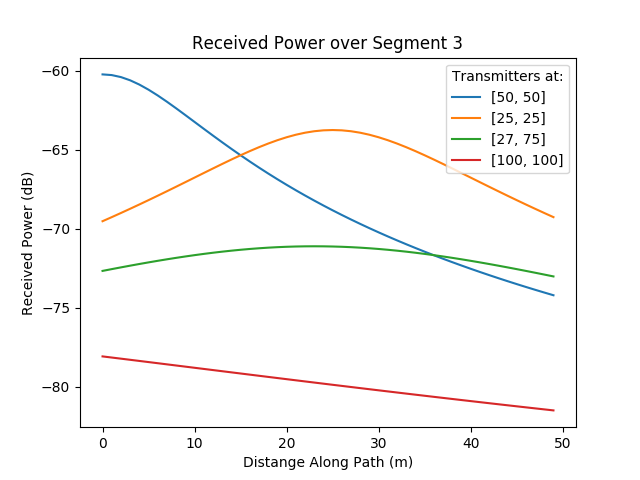 Received Power over Segment 3
Transmitters at:
[50, 50]
[25, 25]
[27, 75]
[100, 100]
Received Power (dB)
−60
−65
−70
−75
−80
0 10 20 30 40 50
Distange Along Path (m)